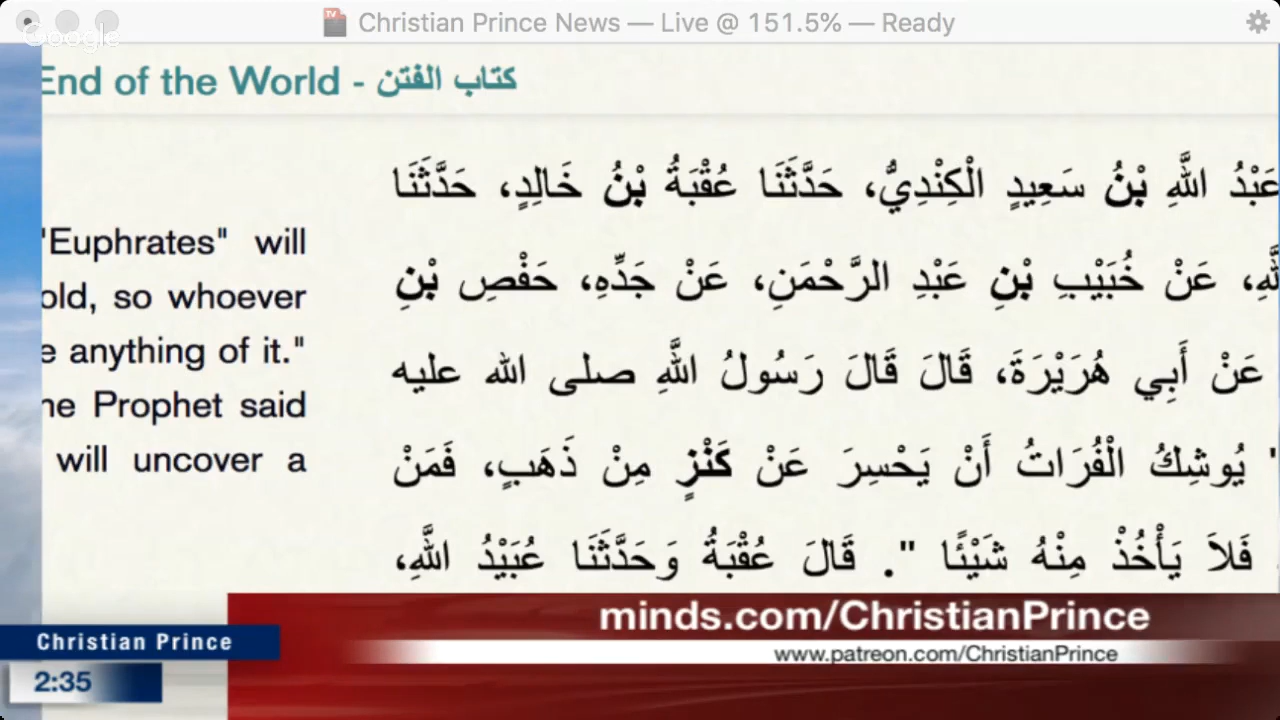 Christian Prince News — Live @ 151.5% — Ready
Google
End of the World - كتاب الفتن
"Euphrates" will
old, so whoever
e anything of it."
he Prophet said
will uncover a
عَبْدُ اللَّهِ بْنُ سَعِيدٍ الْكِنْدِيُّ، حَدَّثَنَا عُقْبَةُ بْنُ خَالِدٍ، حَدَّثَنَا
عَنْ خُبَيْبِ بْنِ عَبْدِ الرَّحْمَنِ، عَنْ جَدِّهِ، حَفْصِ بْنِ
عَنْ أَبِي هُرَيْرَةَ، قَالَ قَالَ رَسُولُ اللَّهِ صلى الله عليه
" يُوشِكُ الْفُرَاتُ أَنْ يَحْسِرَ عَنْ كَنْزٍ مِنْ ذَهَبٍ، فَمَنْ
فَلاَ يَأْخُذْ مِنْهُ شَيْئًا ". قَالَ عُقْبَةُ وَحَدَّثَنَا عُبَيْدُ اللَّهِ،
minds.com/ChristianPrince
www.patreon.com/ChristianPrince
Christian Prince
2:35